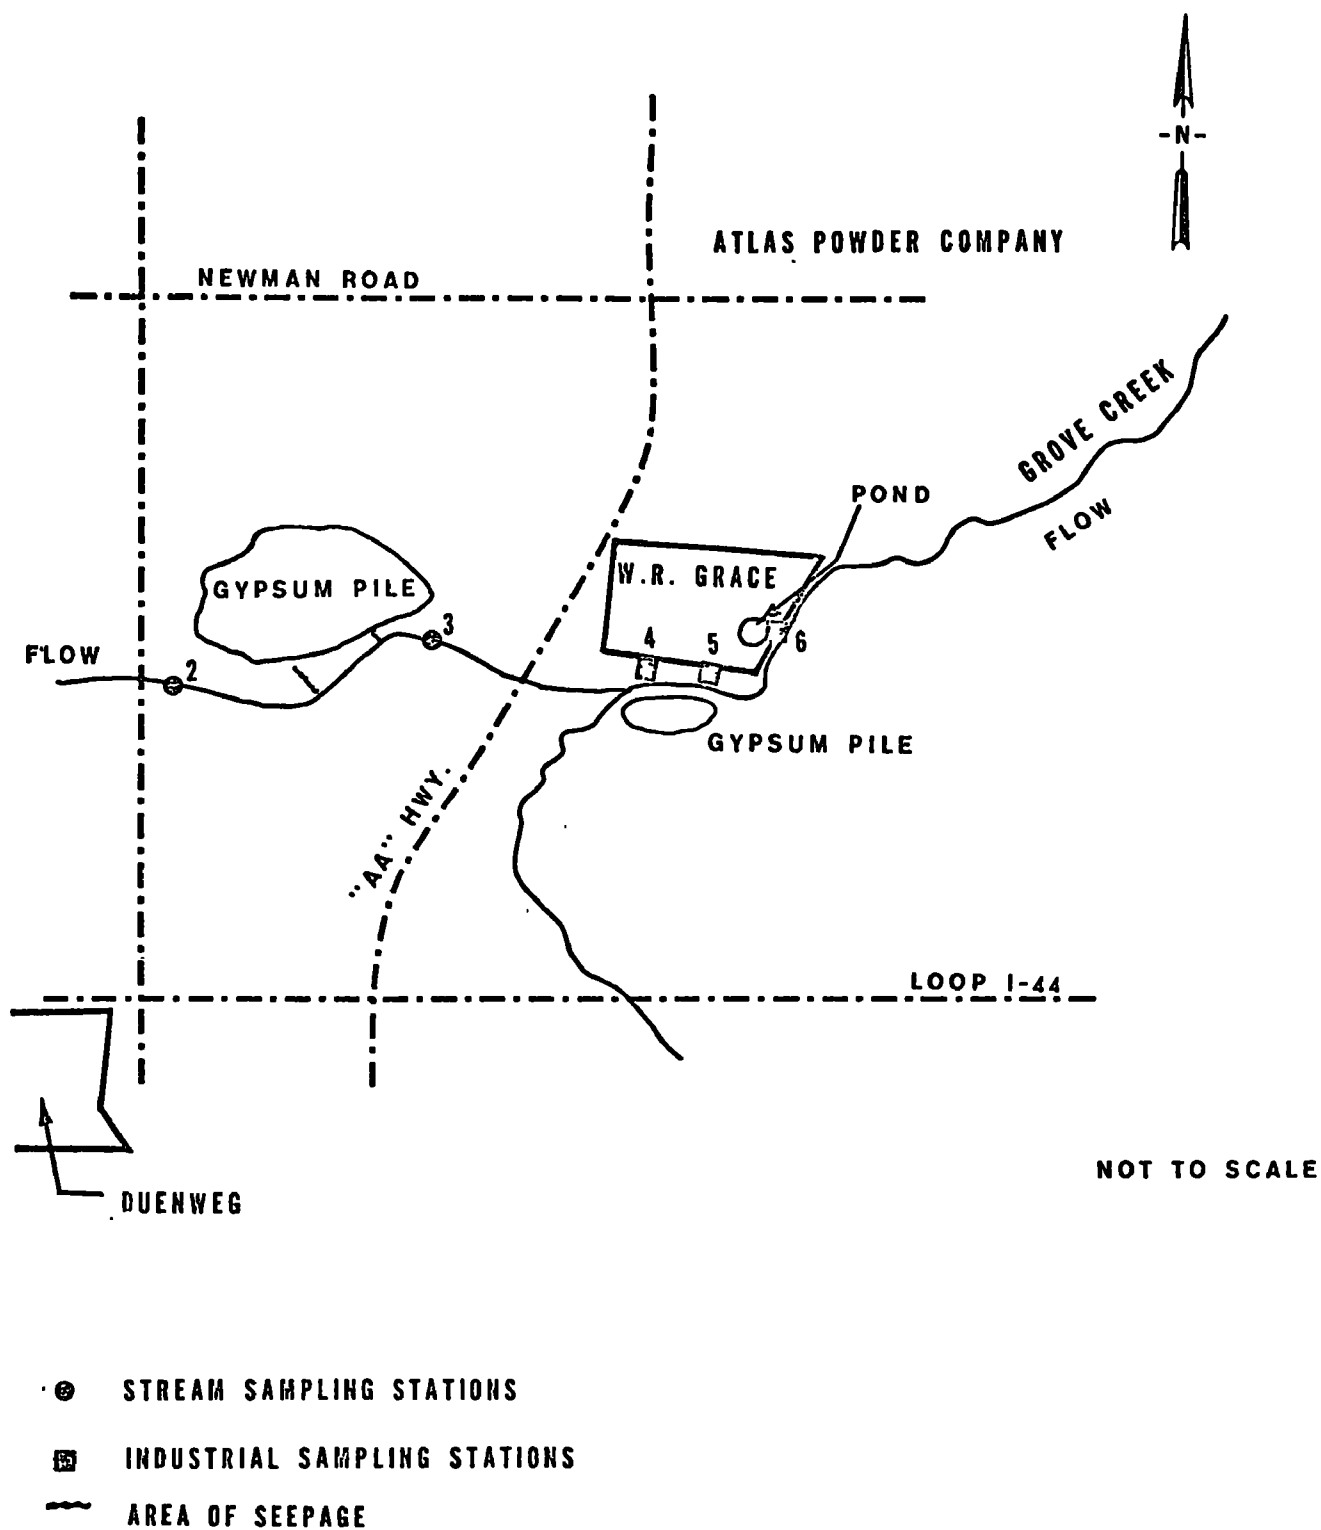 -N-
ATLAS POWDER COMPANY
NEWMAN ROAD
GROVE CREEK
POND
FLOW
GYPSUM PILE
W.R. GRACE
3
4
5
6
FLOW
2
GYPSUM PILE
"AA" HWY.
LOOP I-44
NOT TO SCALE
DUENWEG
STREAM SAMPLING STATIONS
INDUSTRIAL SAMPLING STATIONS
AREA OF SEEPAGE